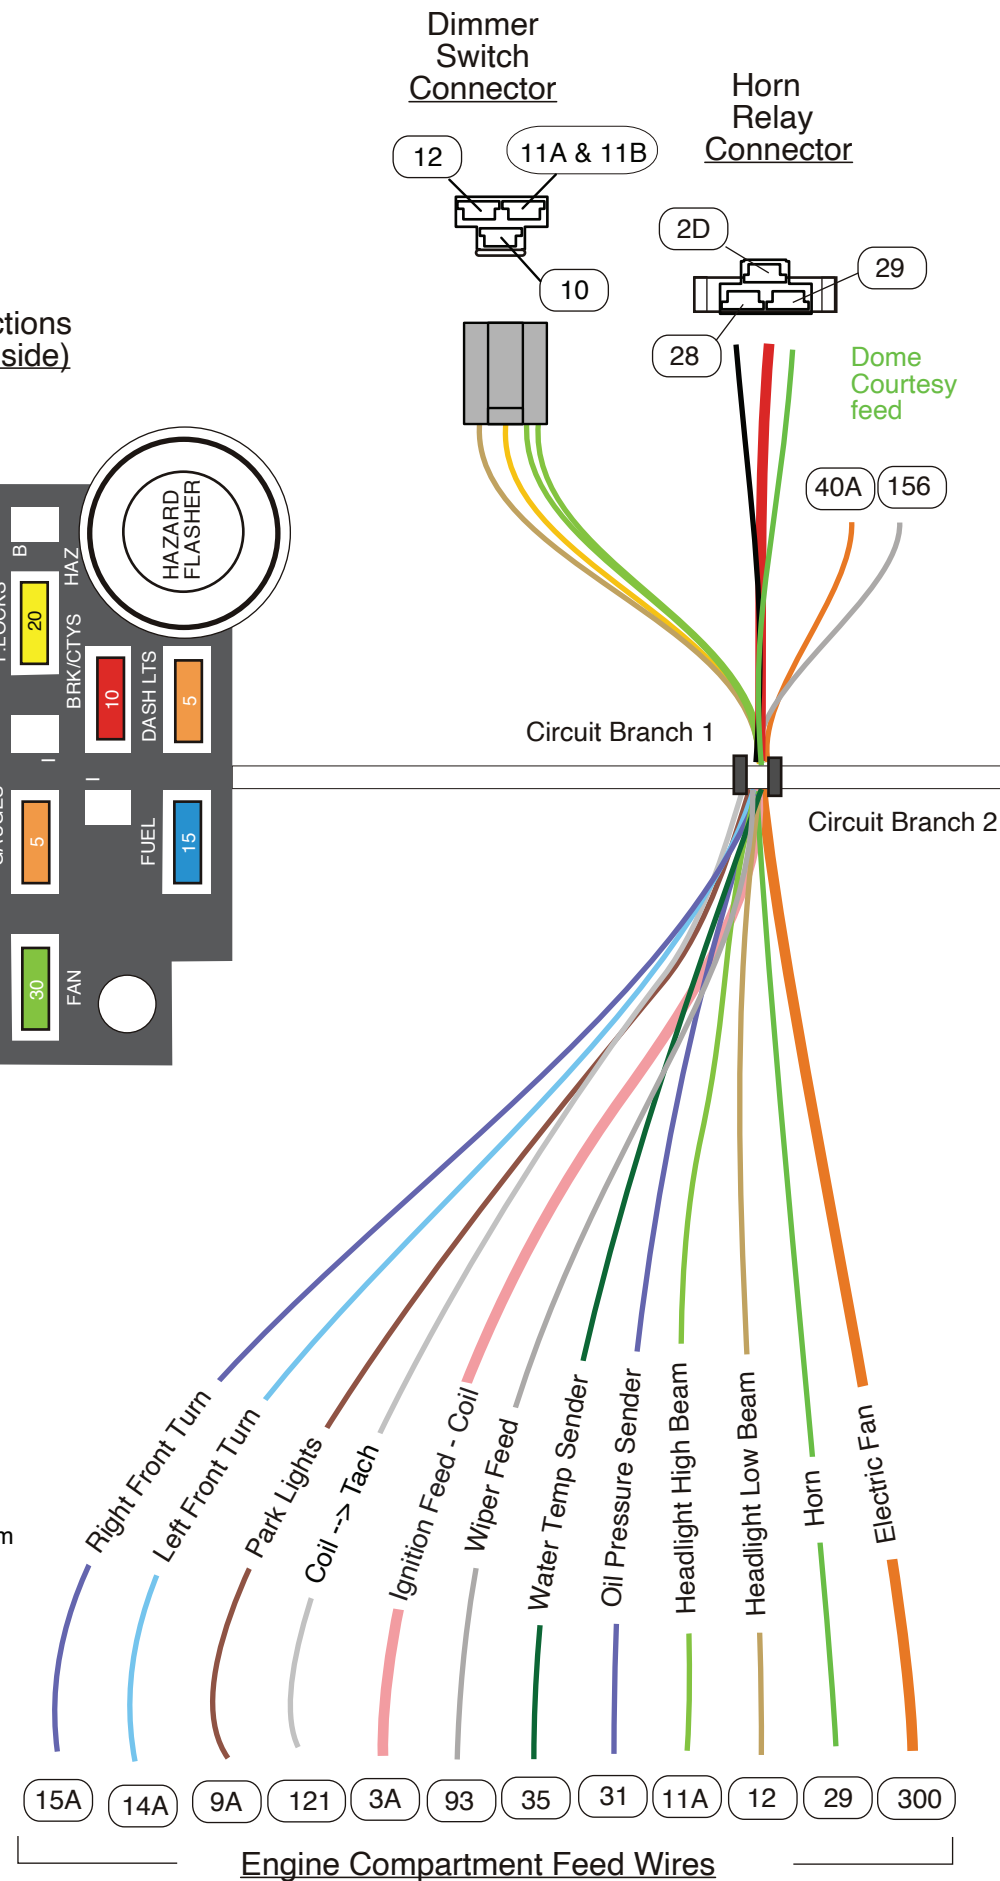 Dimmer
Switch
Connector
12
11A & 11B
10
Horn
Relay
Connector
2D
29
28
Dome
Courtesy
feed
40A
156
ctions
side)
HAZARD
FLASHER
B
HAZ
20
BRK/CTYS
10
DASH LTS
5
5
FUEL
15
30
FAN
Circuit Branch 1
Circuit Branch 2
Right Front Turn
Left Front Turn
Park Lights
Coil --> Tach
Ignition Feed - Coil
Wiper Feed
Water Temp Sender
Oil Pressure Sender
Headlight High Beam
Headlight Low Beam
Horn
Electric Fan
m
15A
14A
9A
121
3A
93
35
31
11A
12
29
300
Engine Compartment Feed Wires